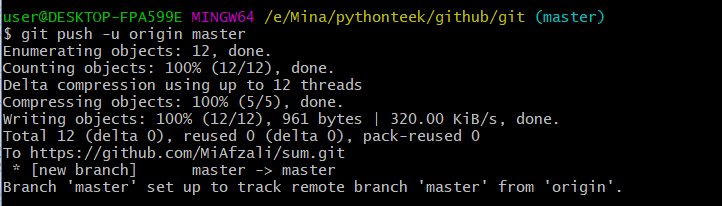 user@DESKTOP-FPA599E MINGW64 /e/Mina/pythonteek/github/git (master)
$ git push -u origin master
Enumerating objects: 12, done.
Counting objects: 100% (12/12), done.
Delta compression using up to 12 threads
Compressing objects: 100% (5/5), done.
Writing objects: 100% (12/12), 961 bytes | 320.00 KiB/s, done.
Total 12 (delta 0), reused 0 (delta 0), pack-reused 0
To https://github.com/MiAfzali/sum.git
 * [new branch]      master -> master
Branch 'master' set up to track remote branch 'master' from 'origin'.